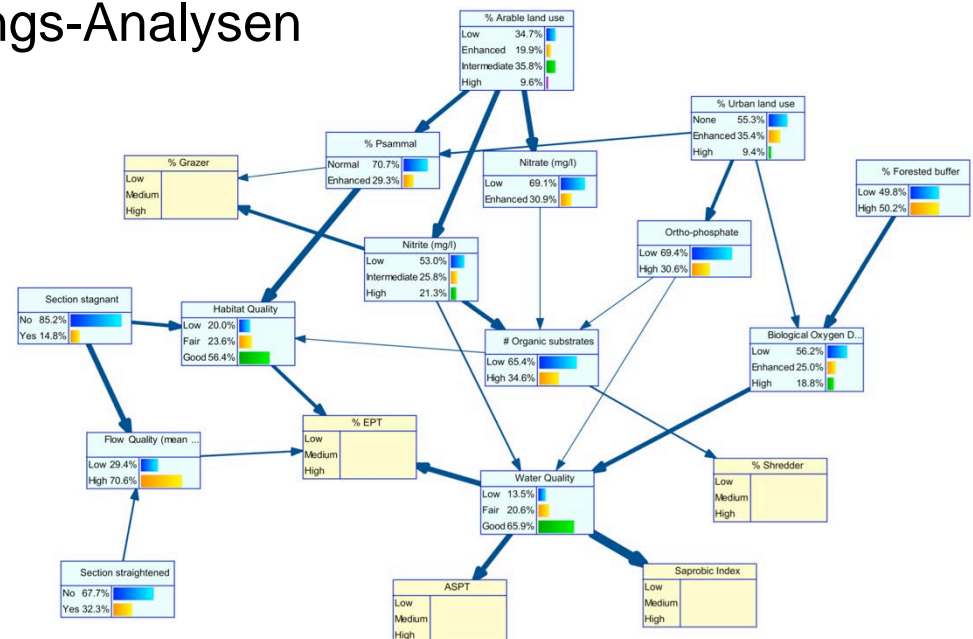 ngs-Analysen
% Arable land use
Low 34.7%
Enhanced 19.9%
Intermediate 35.8%
High 9.6%
% Urban land use
None 55.3%
Enhanced 35.4%
High 9.4%
% Psammal
Normal 70.7%
Enhanced 29.3%
% Grazer
Low
Medium
High
Nitrate (mg/l)
Low 69.1%
Enhanced 30.9%
% Forested buffer
Low 49.8%
High 50.2%
Ortho-phosphate
Low 69.4%
High 30.6%
Nitrite (mg/l)
Low 53.0%
Intermediate 25.8%
High 21.3%
Section stagnant
No 85.2%
Yes 14.8%
Habitat Quality
Low 20.0%
Fair 23.6%
Good 56.4%
# Organic substrates
Low 65.4%
High 34.6%
Biological Oxygen D...
Low 56.2%
Enhanced 25.0%
High 18.8%
% EPT
Low
Medium
High
Flow Quality (mean ...
Low 29.4%
High 70.6%
% Shredder
Low
Medium
High
Water Quality
Low 13.5%
Fair 20.6%
Good 65.9%
Section straightened
No 67.7%
Yes 32.3%
ASPT
Low
Medium
High
Saprobic Index
Low
Medium
High